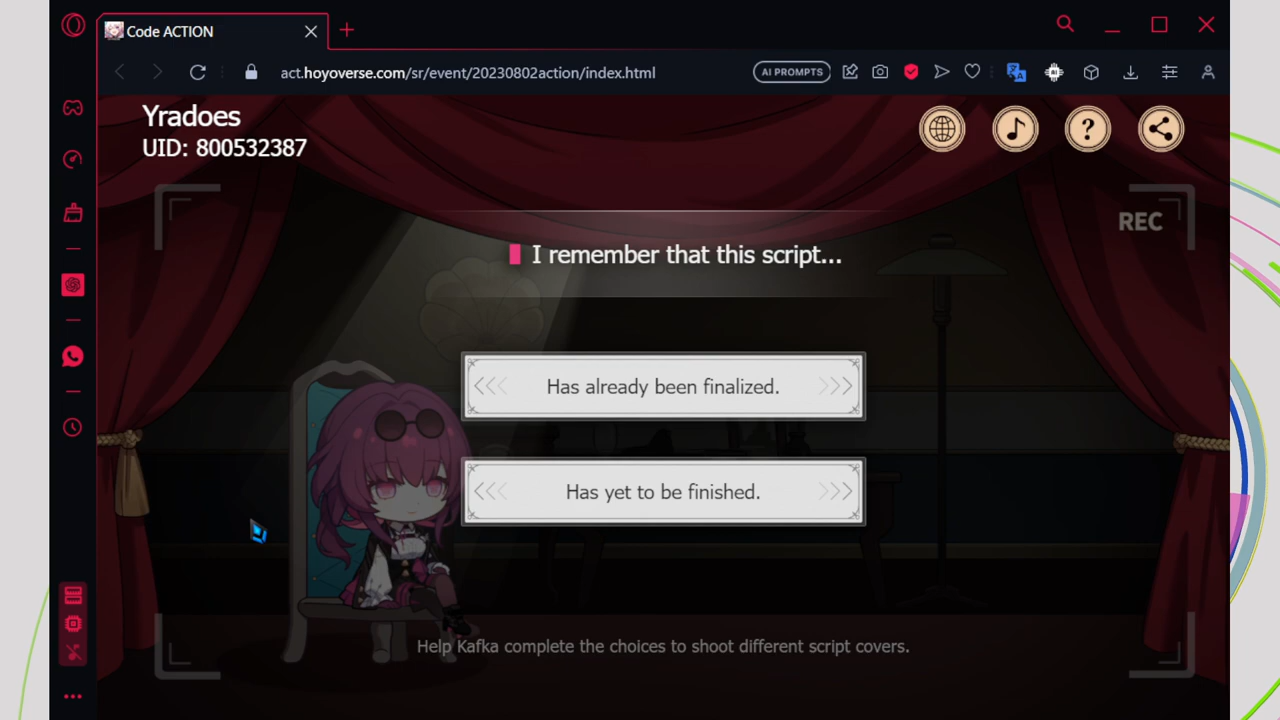 Code ACTION
act.hoyoverse.com/sr/event/20230802action/index.html
AI PROMPTS
Yradoes
UID: 800532387
REC
I remember that this script...
Has already been finalized.
Has yet to be finished.
Help Kafka complete the choices to shoot different script covers.